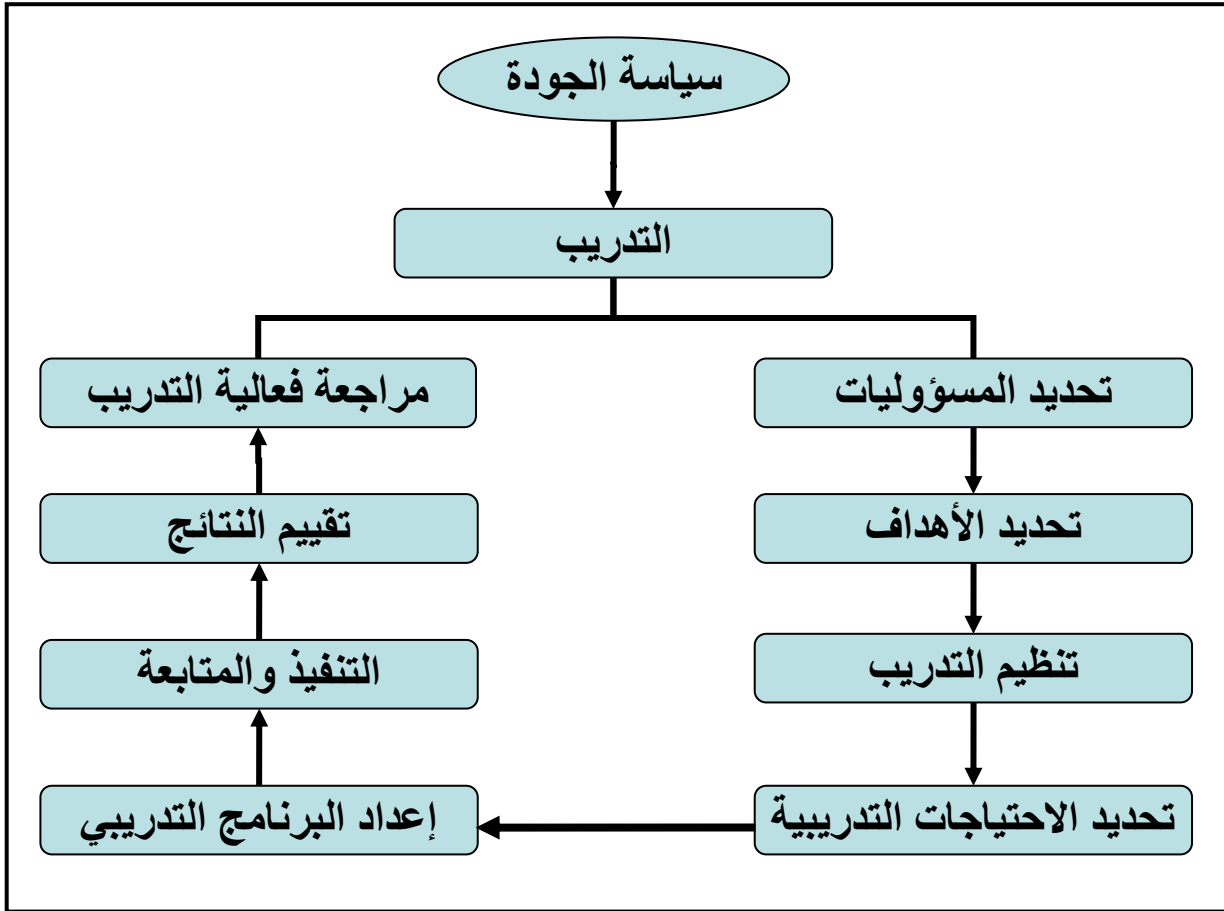 سياسة الجودة
التدريب
تحديد المسؤوليات
مراجعة فعالية التدريب
تحديد الأهداف
تقييم النتائج
تنظيم التدريب
التنفيذ والمتابعة
تحديد الاحتياجات التدريبية
إعداد البرنامج التدريبي